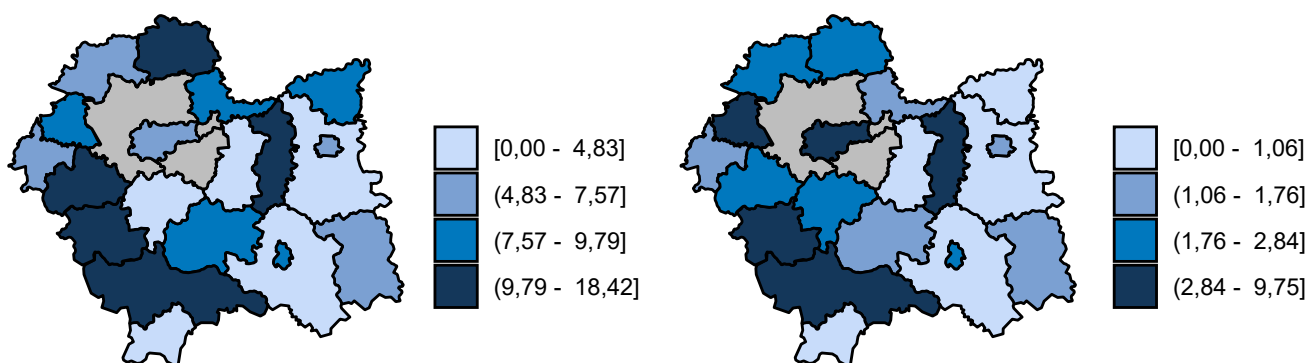 [0,00 - 4,83]
(4,83 - 7,57]
(7,57 - 9,79]
(9,79 - 18,42]
[0,00 - 1,06]
(1,06 - 1,76]
(1,76 - 2,84]
(2,84 - 9,75]